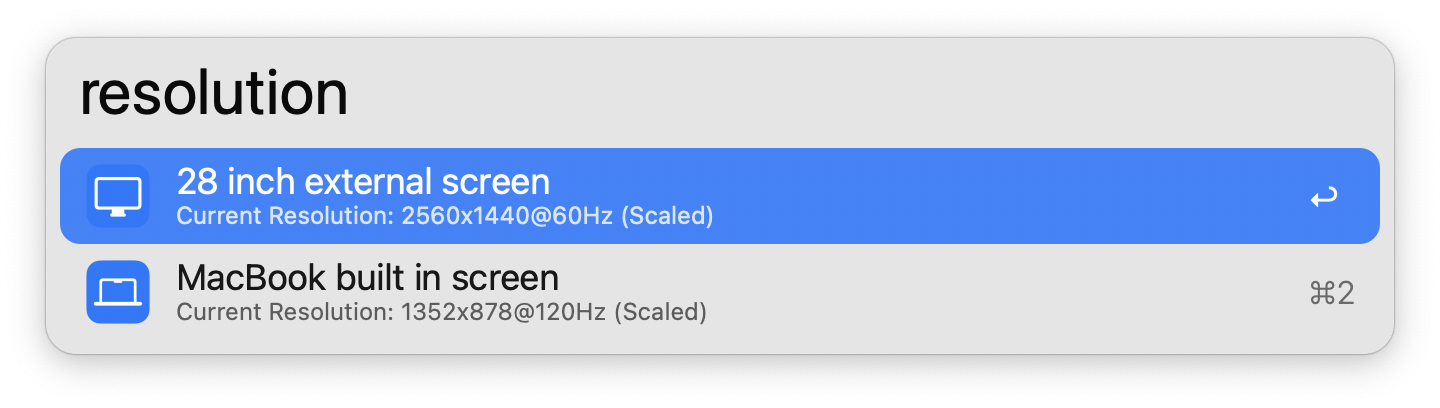 resolution
28 inch external screen
Current Resolution: 2560x1440@60Hz (Scaled)
MacBook built in screen
Current Resolution: 1352x878@120Hz (Scaled)
⌘2